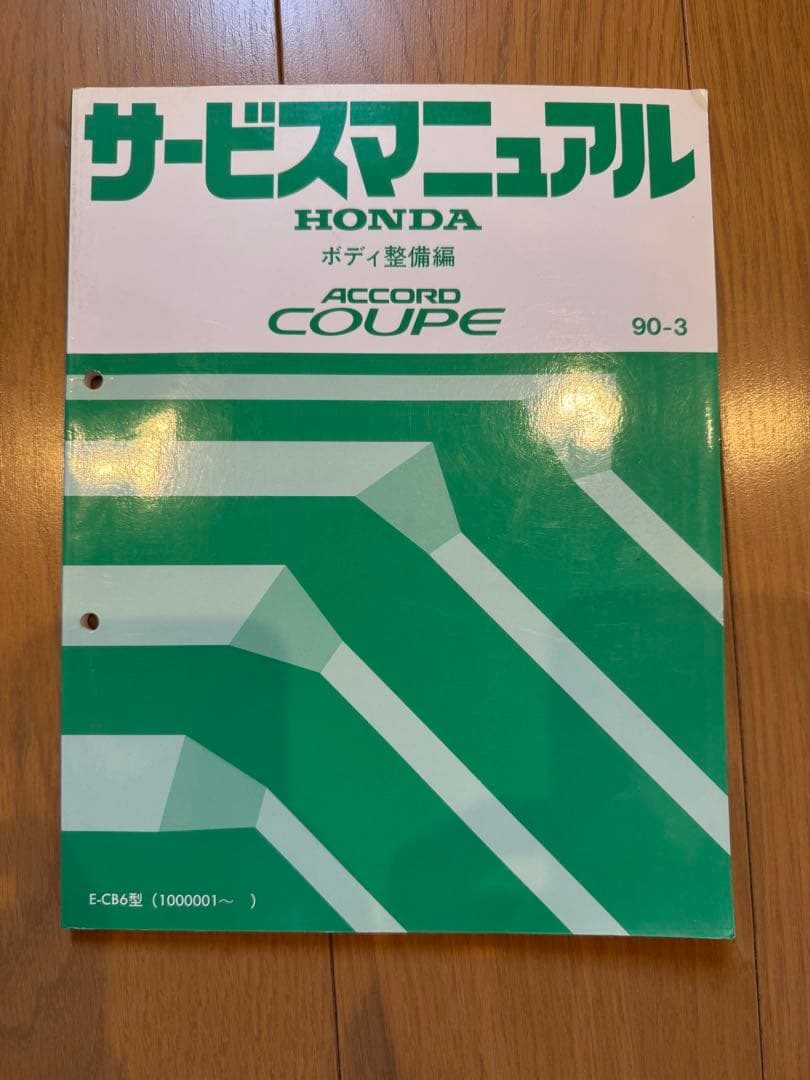 サービスマニュアル
HONDA
ボディ整備編
ACCORD
COUPE 90-3
E-CB6型 (1000001～　)